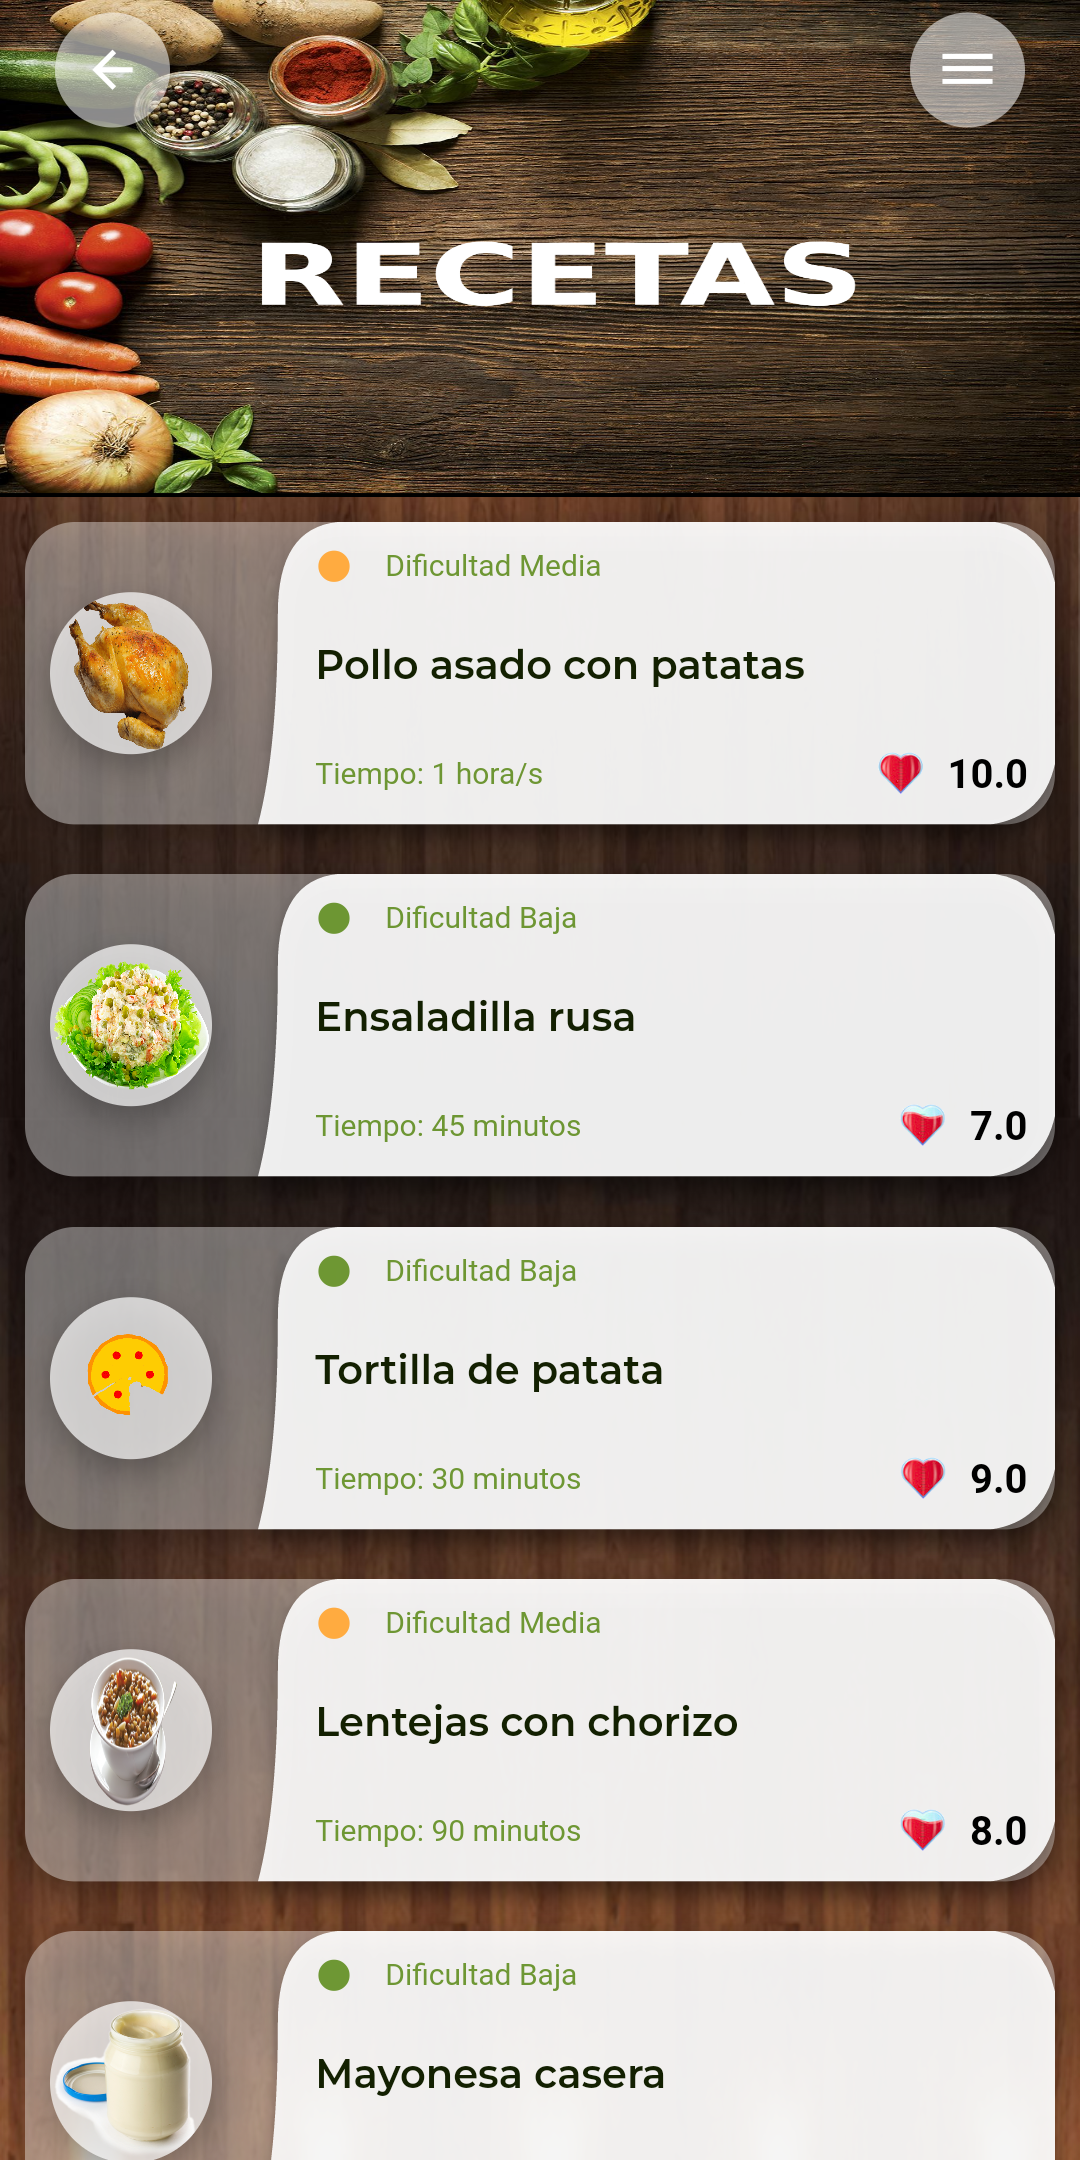 RECETAS
Dificultad Media
Pollo asado con patatas
Tiempo: 1 hora/s
10.0
Dificultad Baja
Ensaladilla rusa
Tiempo: 45 minutos
7.0
Dificultad Baja
Tortilla de patata
Tiempo: 30 minutos
9.0
Dificultad Media
Lentejas con chorizo
Tiempo: 90 minutos
8.0
Dificultad Baja
Mayonesa casera